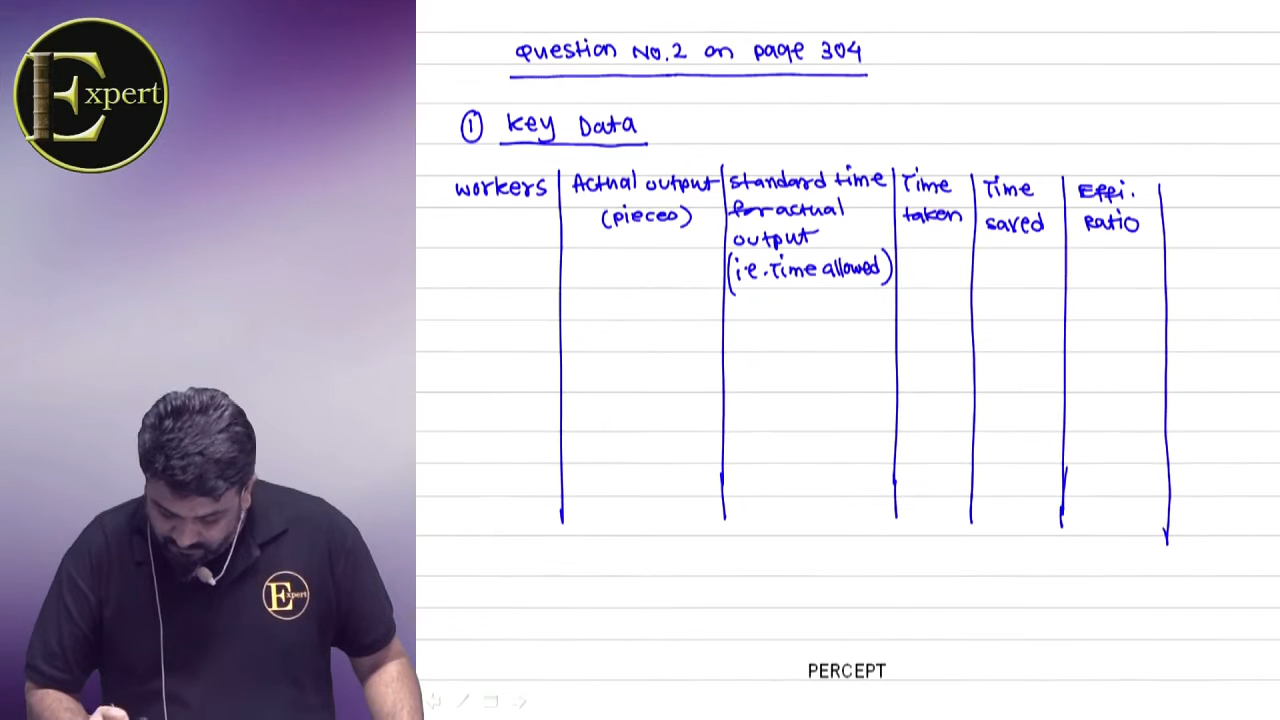 Expert
Question No.2 on page 304
① Key Data
workers
Actual output
(pieces)
Standard time
for actual
output
(i.e. Time allowed)
Time
taken
Time
saved
Effi.
Ratio
Expert
PERCEPT